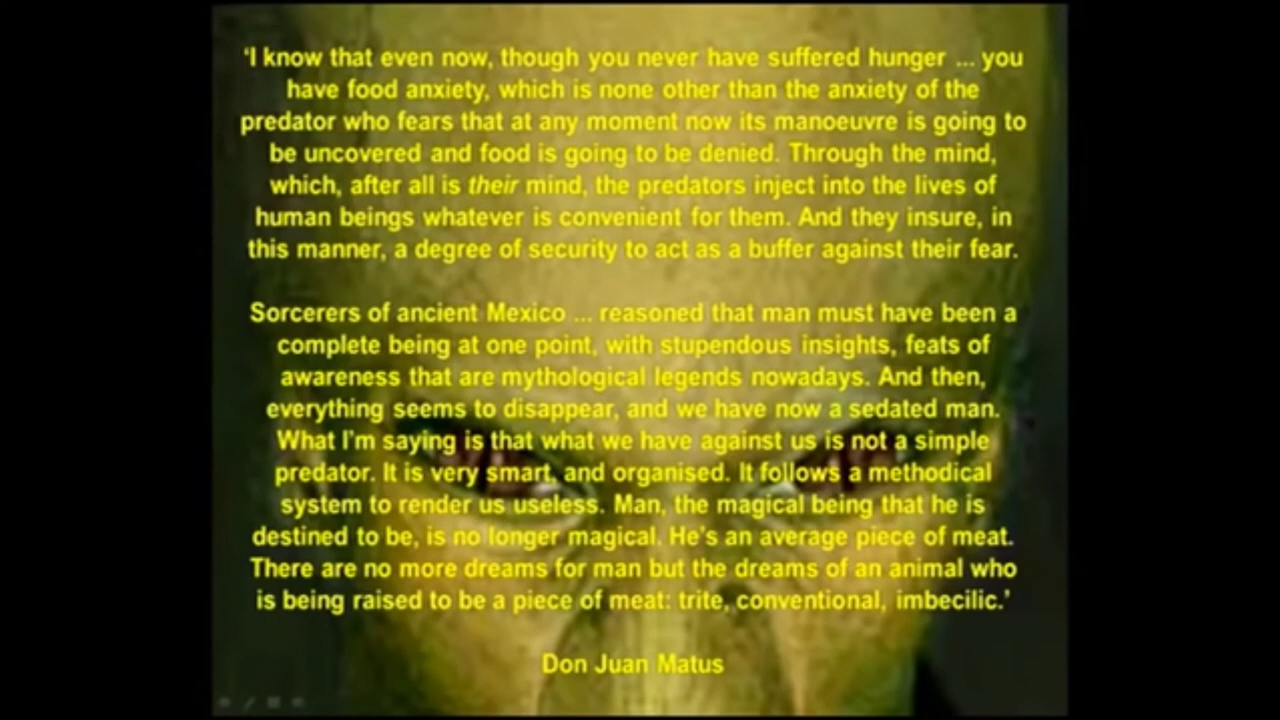 ‘I know that even now, though you never have suffered hunger ... you
have food anxiety, which is none other than the anxiety of the
predator who fears that at any moment now its manoeuvre is going to
be uncovered and food is going to be denied. Through the mind,
which, after all is their mind, the predators inject into the lives of
human beings whatever is convenient for them. And they insure, in
this manner, a degree of security to act as a buffer against their fear.
Sorcerers of ancient Mexico ... reasoned that man must have been a
complete being at one point, with stupendous insights, feats of
awareness that are mythological legends nowadays. And then,
everything seems to disappear, and we have now a sedated man.
What I’m saying is that what we have against us is not a simple
predator. It is very smart, and organised. It follows a methodical
system to render us useless. Man, the magical being that he is
destined to be, is no longer magical. He’s an average piece of meat.
There are no more dreams for man but the dreams of an animal who
is being raised to be a piece of meat: trite, conventional, imbecilic.’
Don Juan Matus